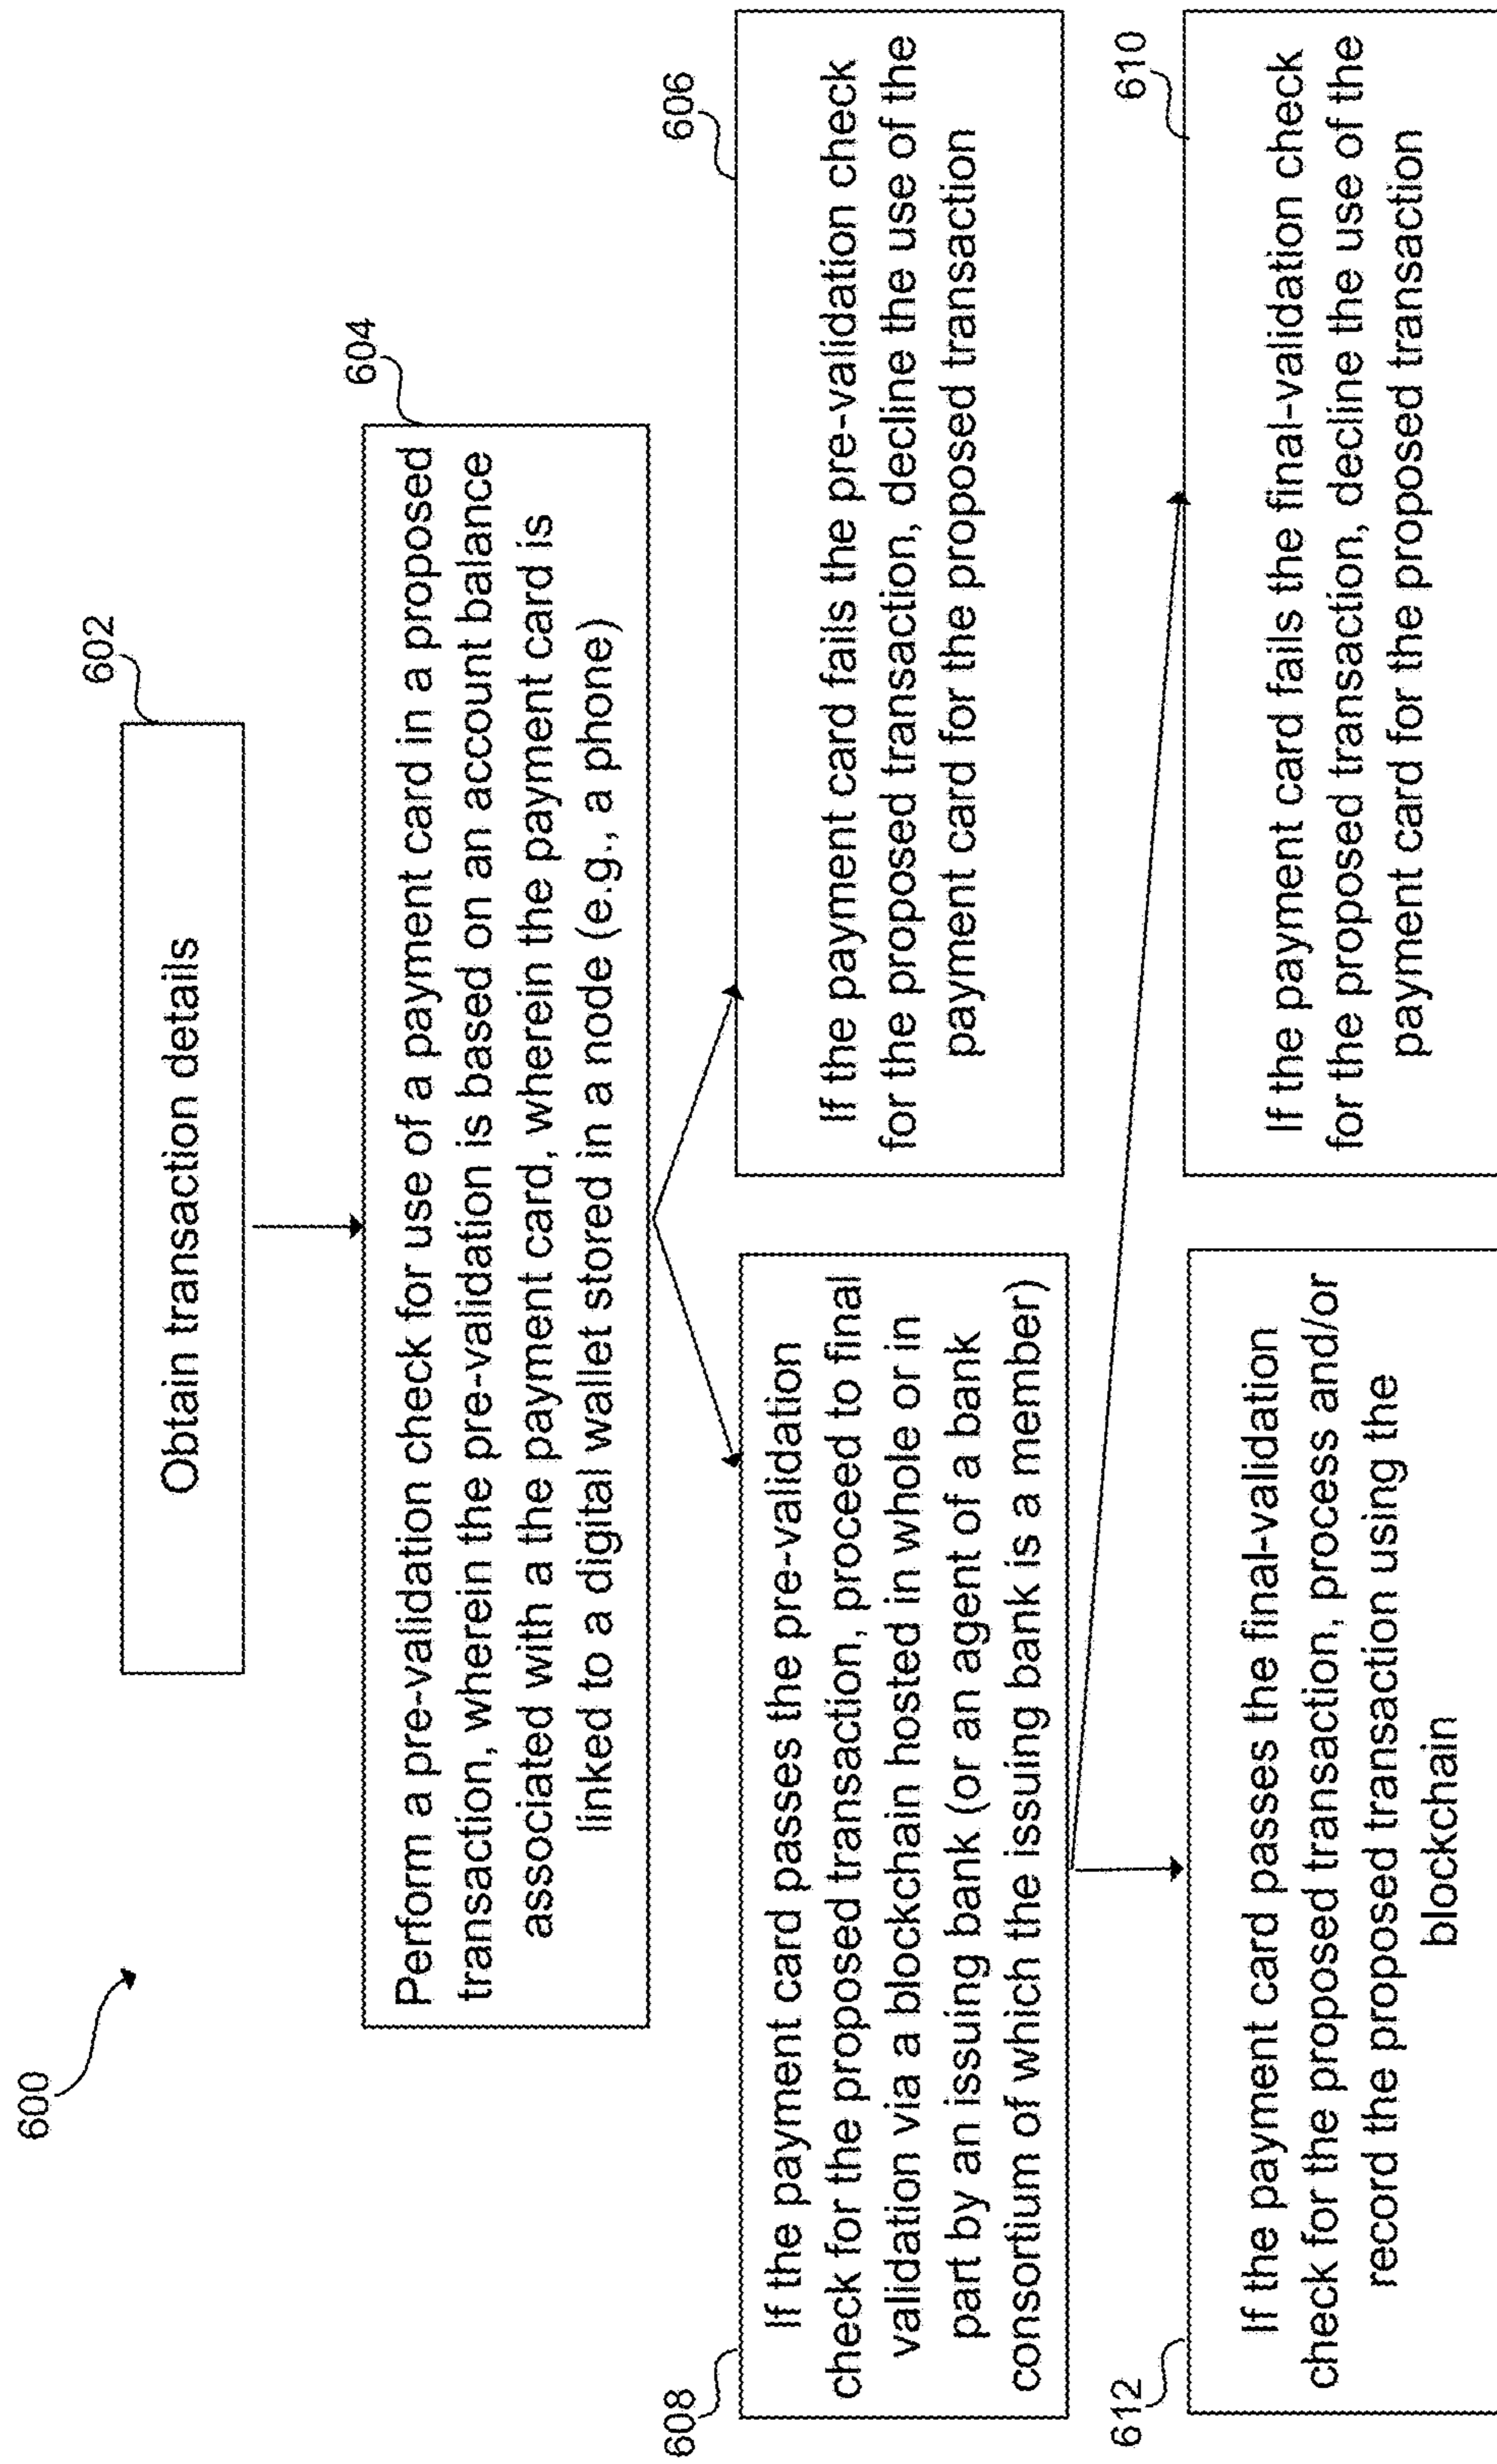 600
602
Obtain transaction details
604
Perform a pre-validation check for use of a payment card in a proposed
transaction, wherein the pre-validation is based on an account balance
associated with a the payment card, wherein the payment card is
linked to a digital wallet stored in a node (e.g., a phone)
608
If the payment card passes the pre-validation
check for the proposed transaction, proceed to final
validation via a blockchain hosted in whole or in
part by an issuing bank (or an agent of a bank
consortium of which the issuing bank is a member)
606
If the payment card fails the pre-validation check
for the proposed transaction, decline the use of the
payment card for the proposed transaction
612
If the payment card passes the final-validation
check for the proposed transaction, process and/or
record the proposed transaction using the
blockchain
610
If the payment card fails the final-validation check
for the proposed transaction, decline the use of the
payment card for the proposed transaction